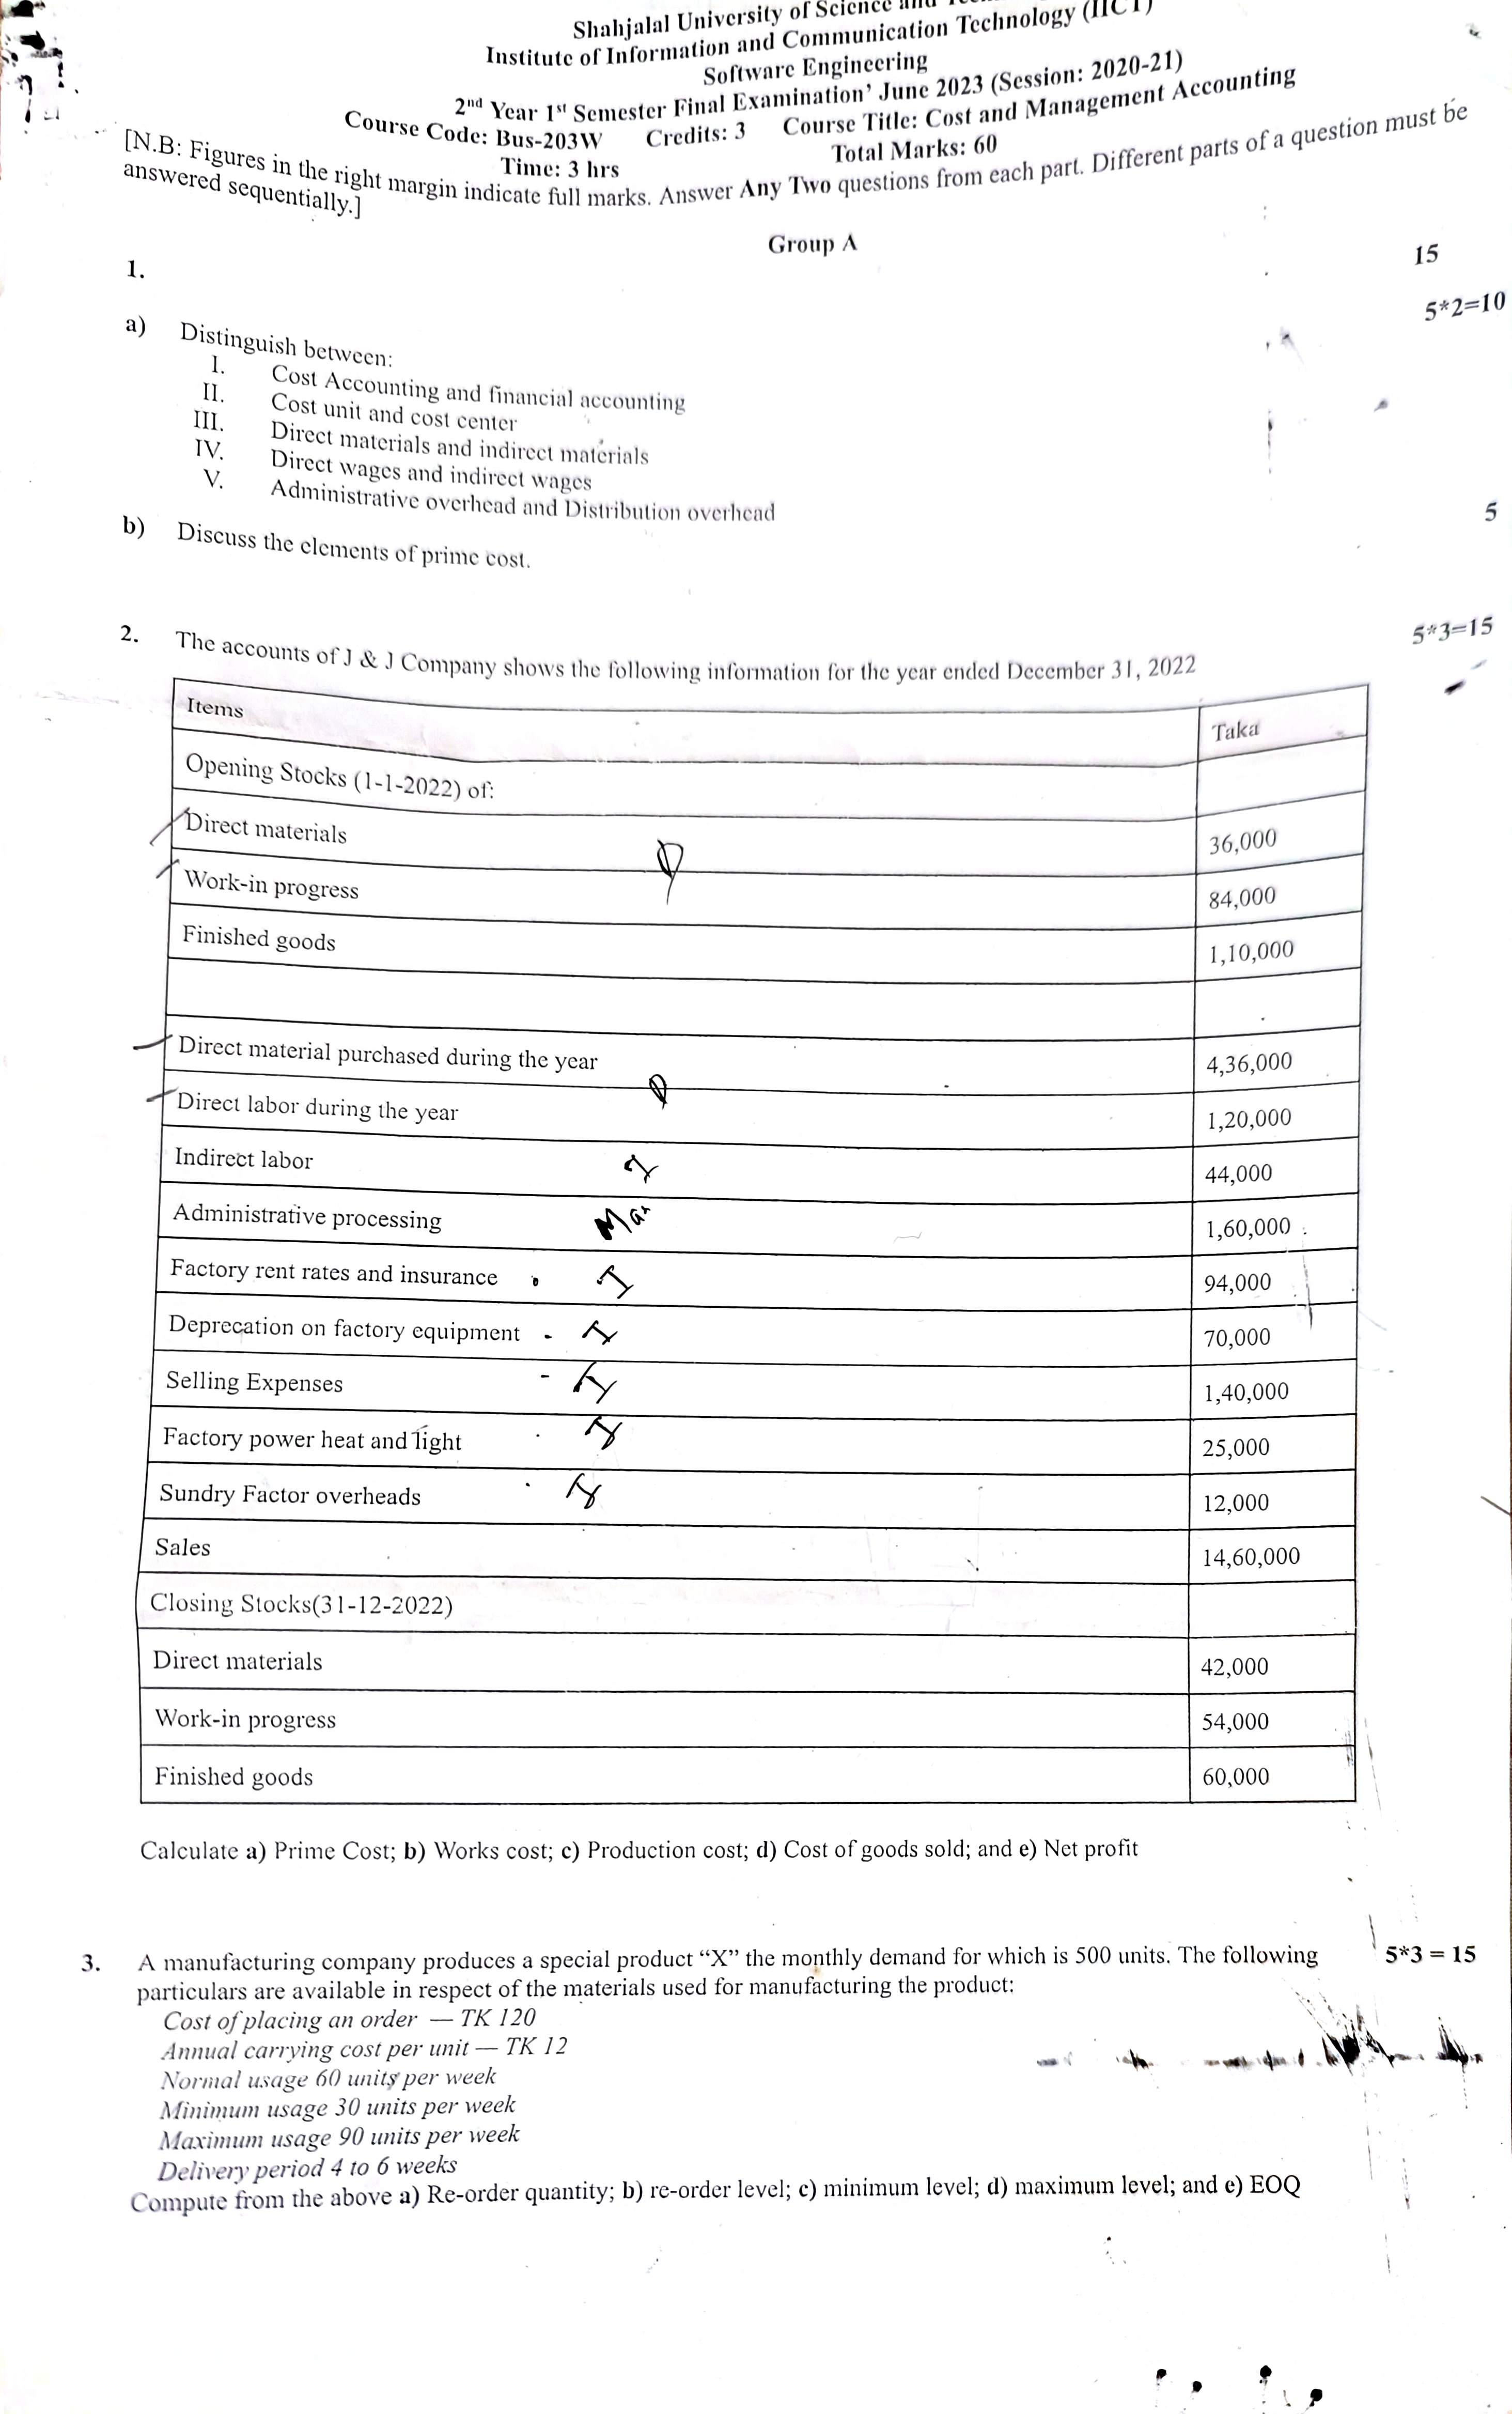 Shahjalal University of Science and
Institute of Information and Communication Technology (IICT)
Software Engineering
2nd Year 1st Semester Final Examination’ June 2023 (Session: 2020-21)
Course Code: Bus-203W Credits: 3 Course Title: Cost and Management Accounting
Time: 3 hrs Total Marks: 60
[N.B: Figures in the right margin indicate full marks. Answer Any Two questions from each part. Different parts of a question must be
answered sequentially.]
Group A
1. 15
a) Distinguish between: 5*2=10
I. Cost Accounting and financial accounting
II. Cost unit and cost center
III. Direct materials and indirect materials
IV. Direct wages and indirect wages
V. Administrative overhead and Distribution overhead
b) Discuss the elements of prime cost. 5
2. The accounts of J & J Company shows the following information for the year ended December 31, 2022 5*3=15
Items Taka
Opening Stocks (1-1-2022) of:
Direct materials 36,000
Work-in progress 84,000
Finished goods 1,10,000
Direct material purchased during the year 4,36,000
Direct labor during the year 1,20,000
Indirect labor 44,000
Administrative processing 1,60,000
Factory rent rates and insurance 94,000
Deprecation on factory equipment 70,000
Selling Expenses 1,40,000
Factory power heat and light 25,000
Sundry Factor overheads 12,000
Sales 14,60,000
Closing Stocks(31-12-2022)
Direct materials 42,000
Work-in progress 54,000
Finished goods 60,000
Calculate a) Prime Cost; b) Works cost; c) Production cost; d) Cost of goods sold; and e) Net profit
3. A manufacturing company produces a special product “X” the monthly demand for which is 500 units. The following 5*3 = 15
particulars are available in respect of the materials used for manufacturing the product:
Cost of placing an order — TK 120
Annual carrying cost per unit — TK 12
Normal usage 60 units per week
Minimum usage 30 units per week
Maximum usage 90 units per week
Delivery period 4 to 6 weeks
Compute from the above a) Re-order quantity; b) re-order level; c) minimum level; d) maximum level; and e) EOQ